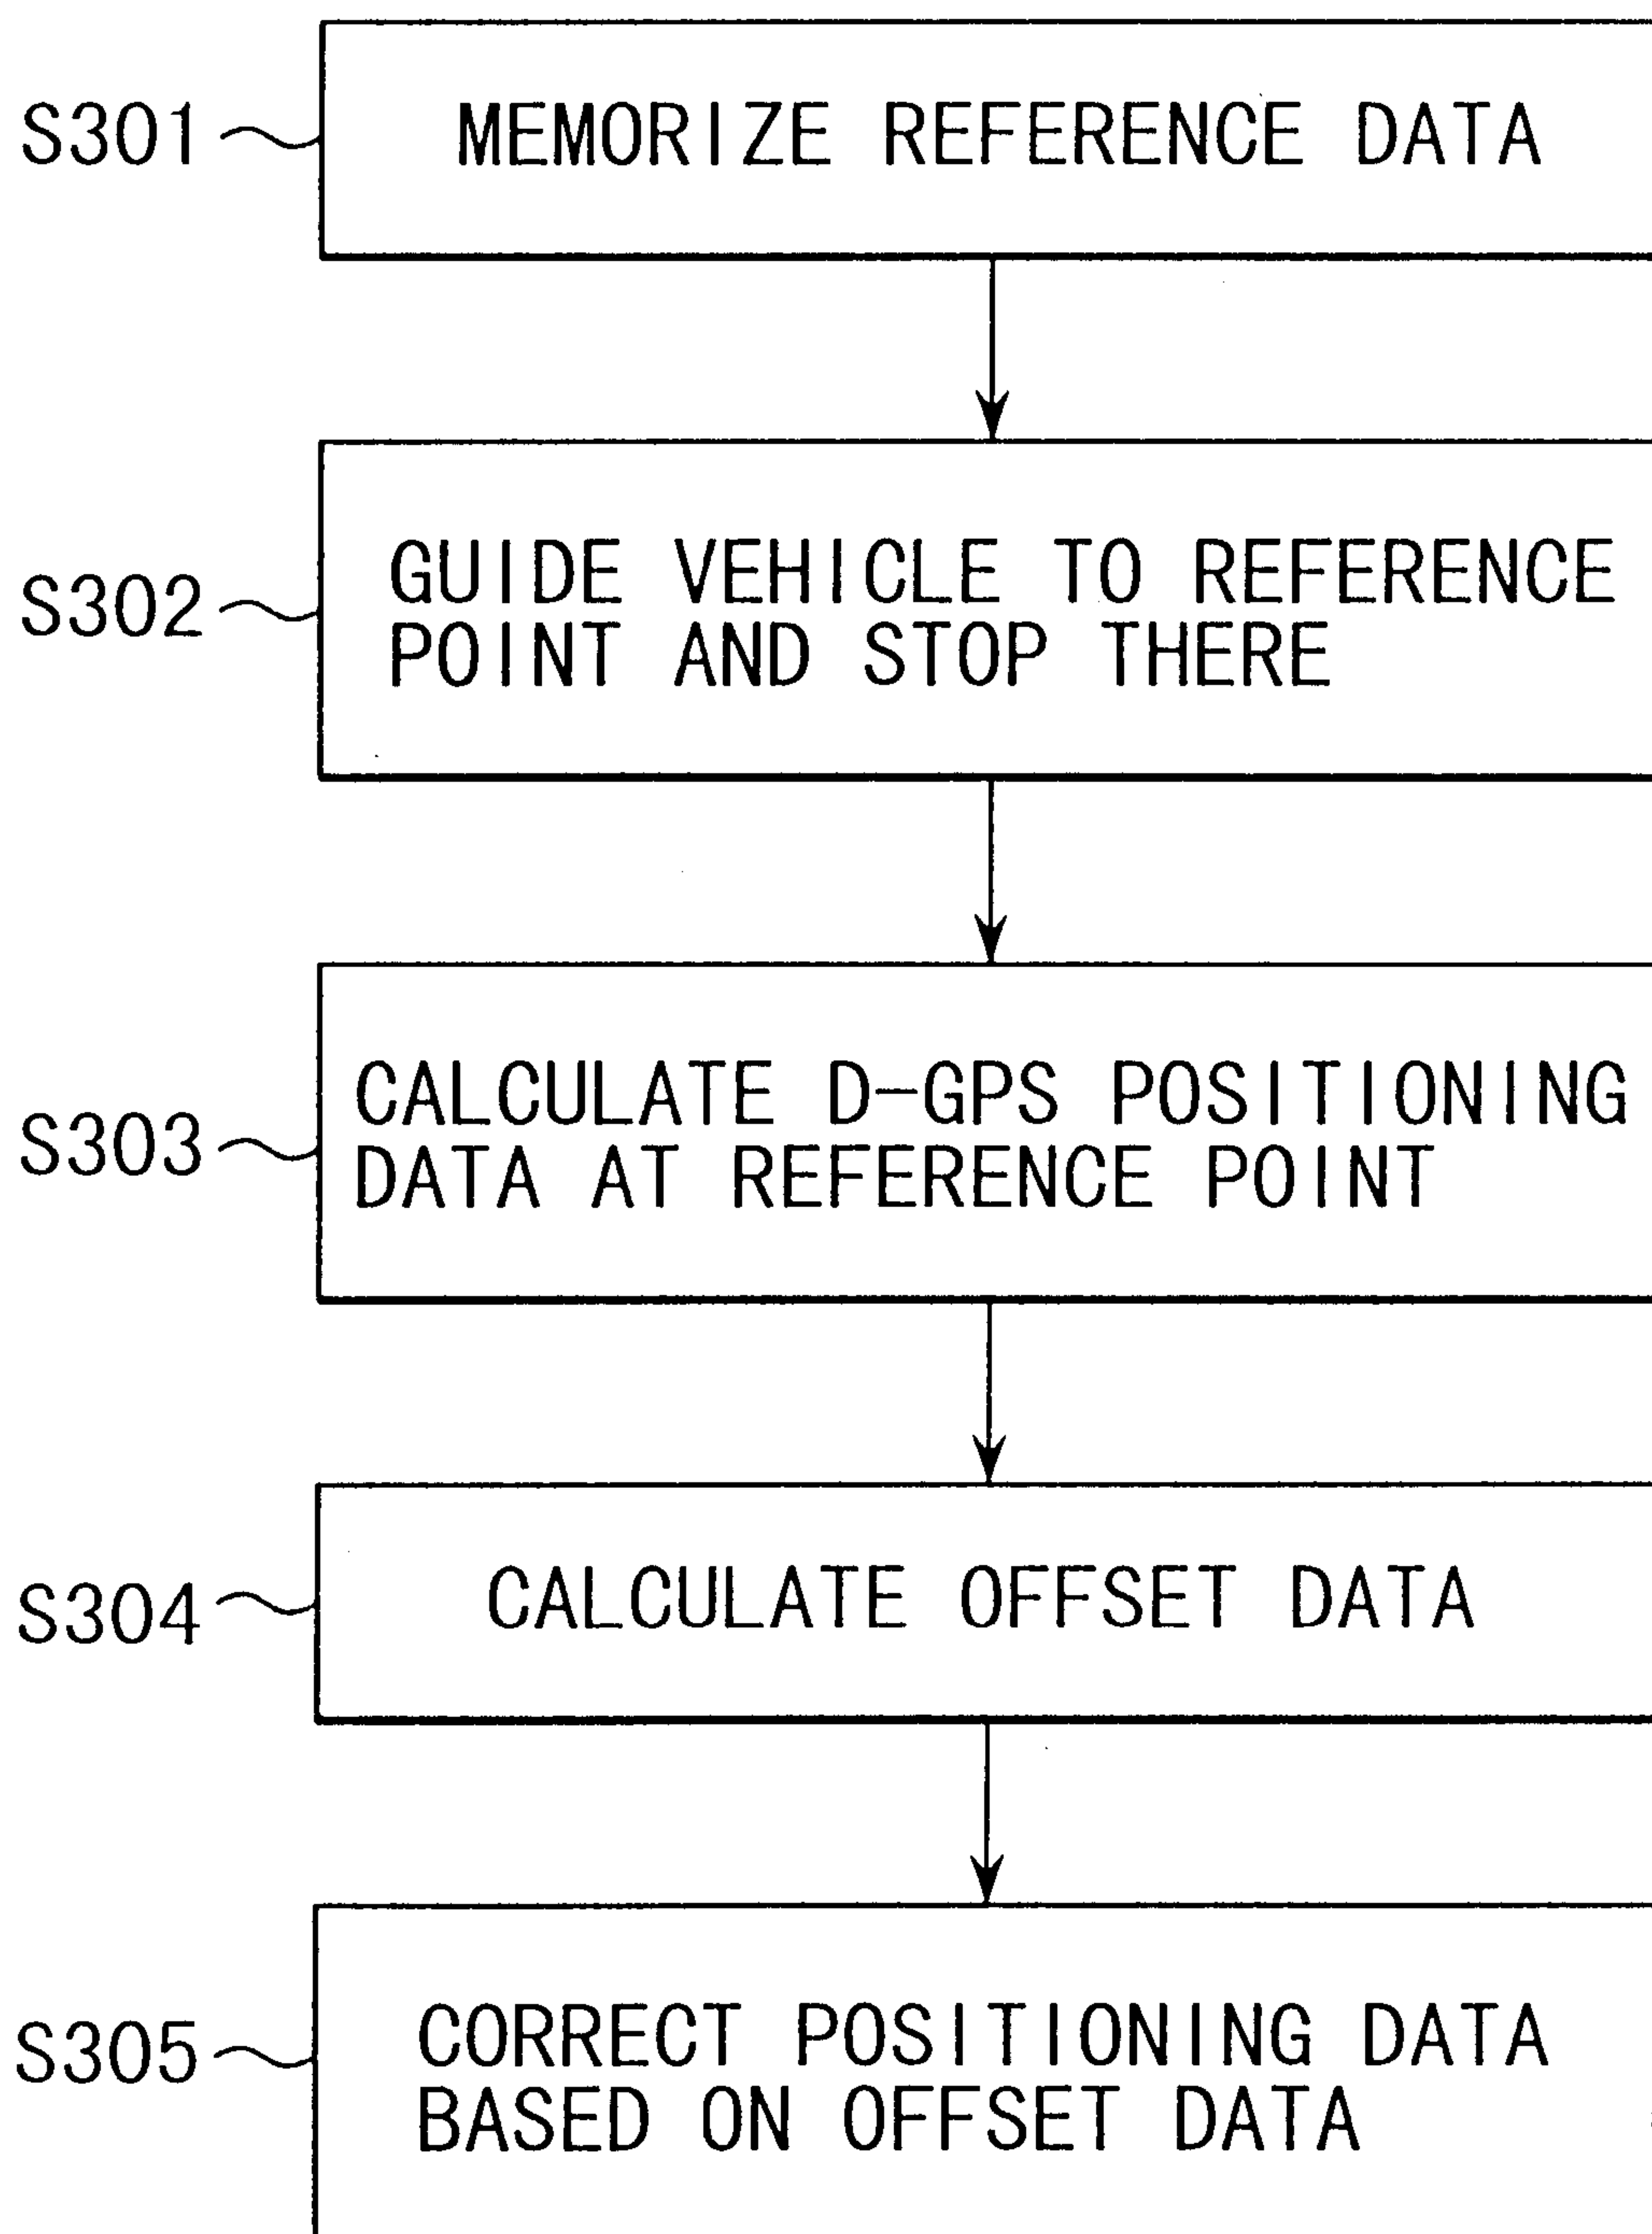 S301
MEMORIZE REFERENCE DATA
S302
GUIDE VEHICLE TO REFERENCE
POINT AND STOP THERE
S303
CALCULATE D-GPS POSITIONING
DATA AT REFERENCE POINT
S304
CALCULATE OFFSET DATA
S305
CORRECT POSITIONING DATA
BASED ON OFFSET DATA